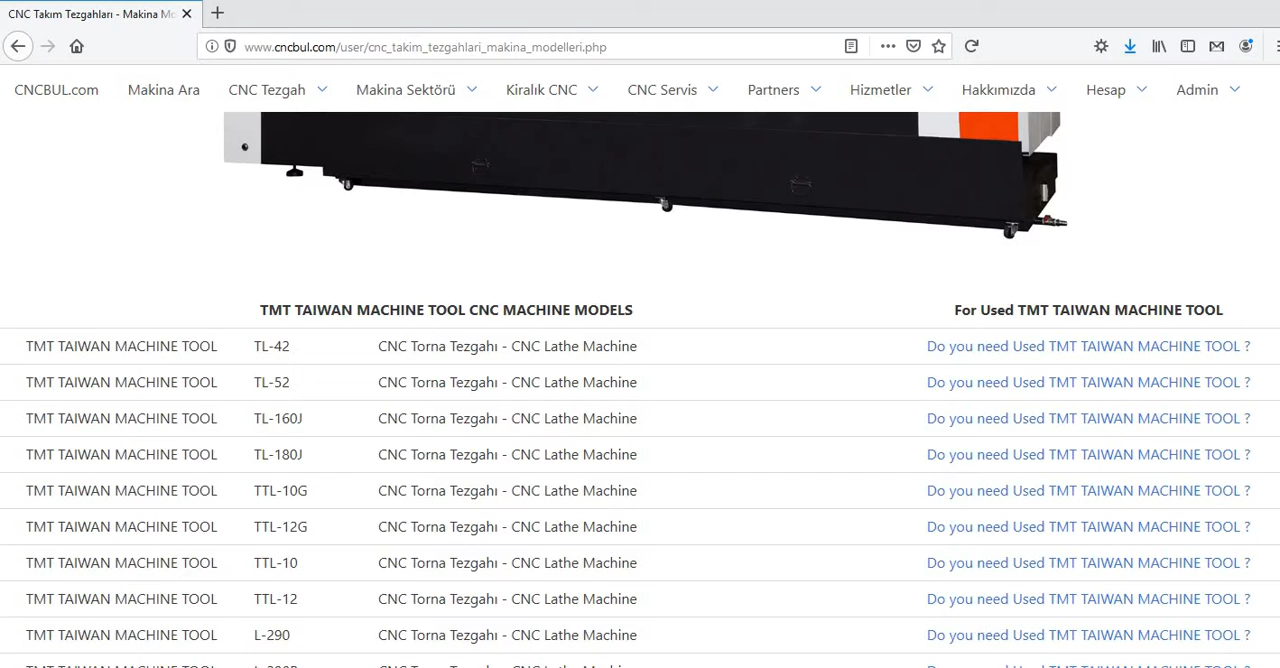 CNC Takım Tezgahları - Makina Mo
www.cncbul.com/user/cnc_takim_tezgahlari_makina_modelleri.php
CNCBUL.com Makina Ara CNC Tezgah Makina Sektörü Kiralık CNC CNC Servis Partners Hizmetler Hakkımızda Hesap Admin
TMT TAIWAN MACHINE TOOL CNC MACHINE MODELS For Used TMT TAIWAN MACHINE TOOL
TMT TAIWAN MACHINE TOOL TL-42 CNC Torna Tezgahı - CNC Lathe Machine Do you need Used TMT TAIWAN MACHINE TOOL ?
TMT TAIWAN MACHINE TOOL TL-52 CNC Torna Tezgahı - CNC Lathe Machine Do you need Used TMT TAIWAN MACHINE TOOL ?
TMT TAIWAN MACHINE TOOL TL-160J CNC Torna Tezgahı - CNC Lathe Machine Do you need Used TMT TAIWAN MACHINE TOOL ?
TMT TAIWAN MACHINE TOOL TL-180J CNC Torna Tezgahı - CNC Lathe Machine Do you need Used TMT TAIWAN MACHINE TOOL ?
TMT TAIWAN MACHINE TOOL TTL-10G CNC Torna Tezgahı - CNC Lathe Machine Do you need Used TMT TAIWAN MACHINE TOOL ?
TMT TAIWAN MACHINE TOOL TTL-12G CNC Torna Tezgahı - CNC Lathe Machine Do you need Used TMT TAIWAN MACHINE TOOL ?
TMT TAIWAN MACHINE TOOL TTL-10 CNC Torna Tezgahı - CNC Lathe Machine Do you need Used TMT TAIWAN MACHINE TOOL ?
TMT TAIWAN MACHINE TOOL TTL-12 CNC Torna Tezgahı - CNC Lathe Machine Do you need Used TMT TAIWAN MACHINE TOOL ?
TMT TAIWAN MACHINE TOOL L-290 CNC Torna Tezgahı - CNC Lathe Machine Do you need Used TMT TAIWAN MACHINE TOOL ?